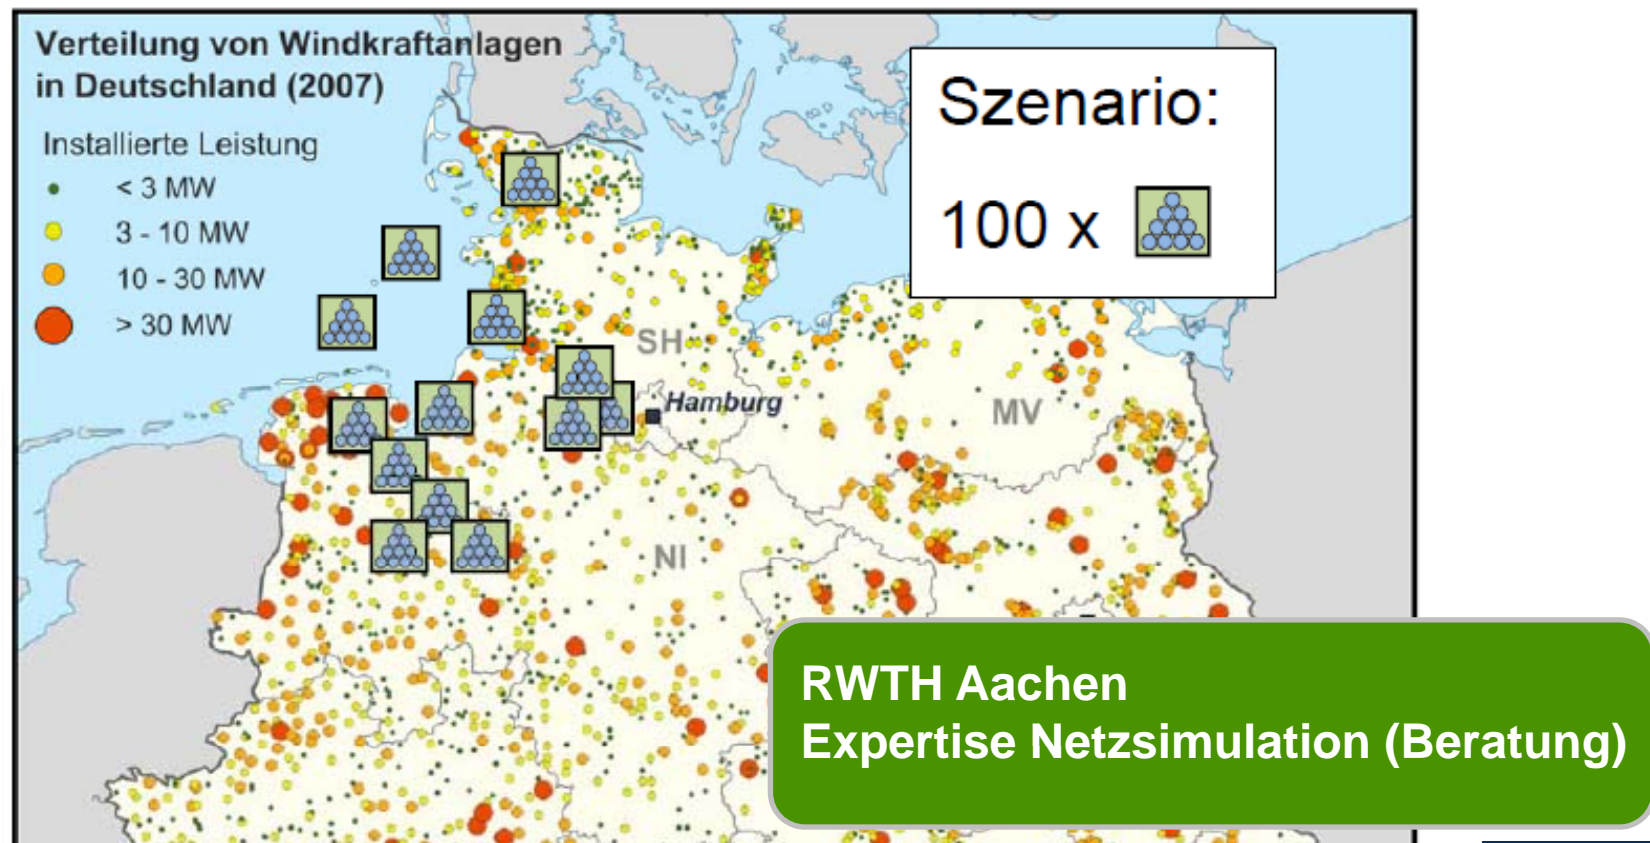 Verteilung von Windkraftanlagen
in Deutschland (2007)
Installierte Leistung
< 3 MW
3 - 10 MW
10 - 30 MW
> 30 MW
Szenario:
100 x
SH
Hamburg
MV
NI
RWTH Aachen
Expertise Netzsimulation (Beratung)